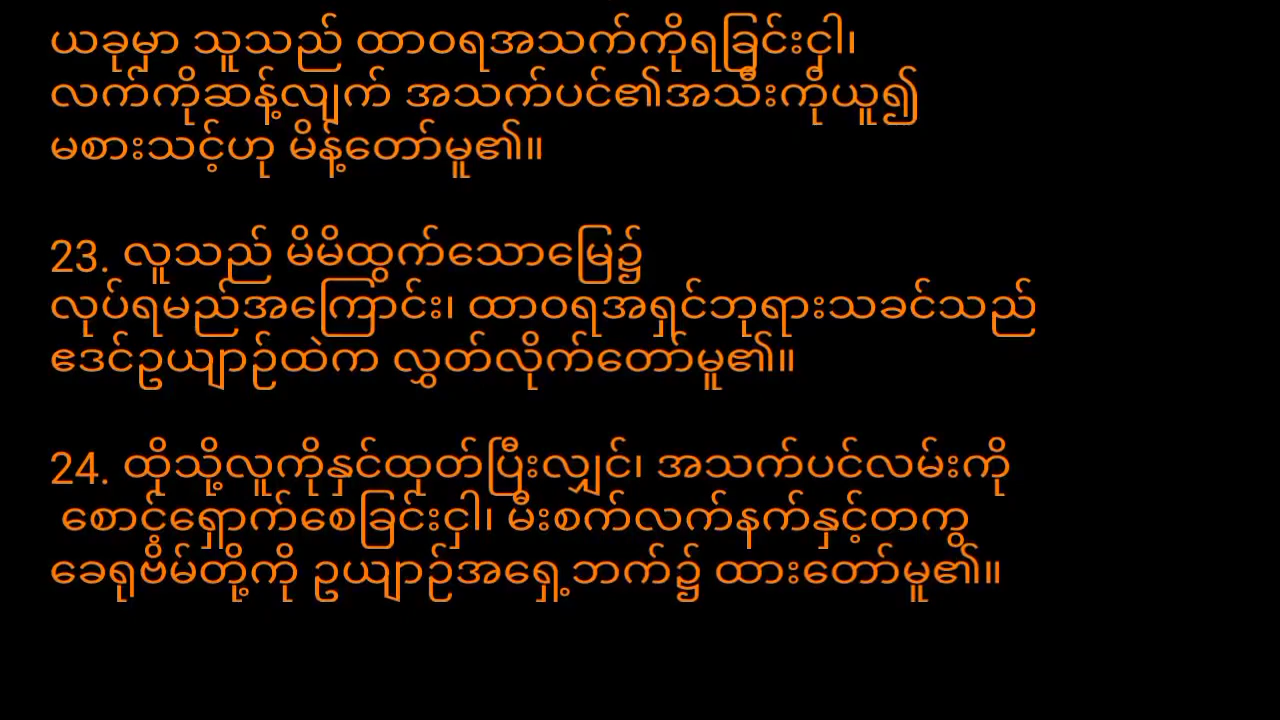 ယခုမှာ သူသည် ထာဝရအသက်ကိုရခြင်းငှါ၊
လက်ကိုဆန့်လျက် အသက်ပင်၏အသီးကိုယူ၍
မစားသင့်ဟု မိန့်တော်မူ၏။
23. လူသည် မိမိထွက်သောမြေ၌
လုပ်ရမည်အကြောင်း၊ ထာဝရအရှင်ဘုရားသခင်သည်
ဧဒင်ဥယျာဉ်ထဲက လွှတ်လိုက်တော်မူ၏။
24. ထိုသို့လူကိုနှင်ထုတ်ပြီးလျှင်၊ အသက်ပင်လမ်းကို
စောင့်ရှောက်စေခြင်းငှါ၊ မီးစက်လက်နက်နှင့်တကွ
ခေရုဗိမ်တို့ကို ဥယျာဉ်အရှေ့ဘက်၌ ထားတော်မူ၏။